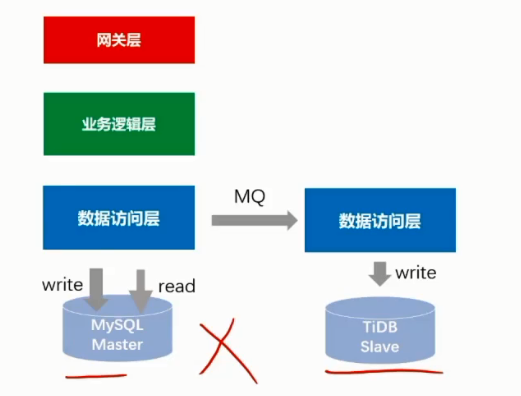 网关层
业务逻辑层
数据访问层
MQ
数据访问层
write
read
write
MySQL
Master
TiDB
Slave